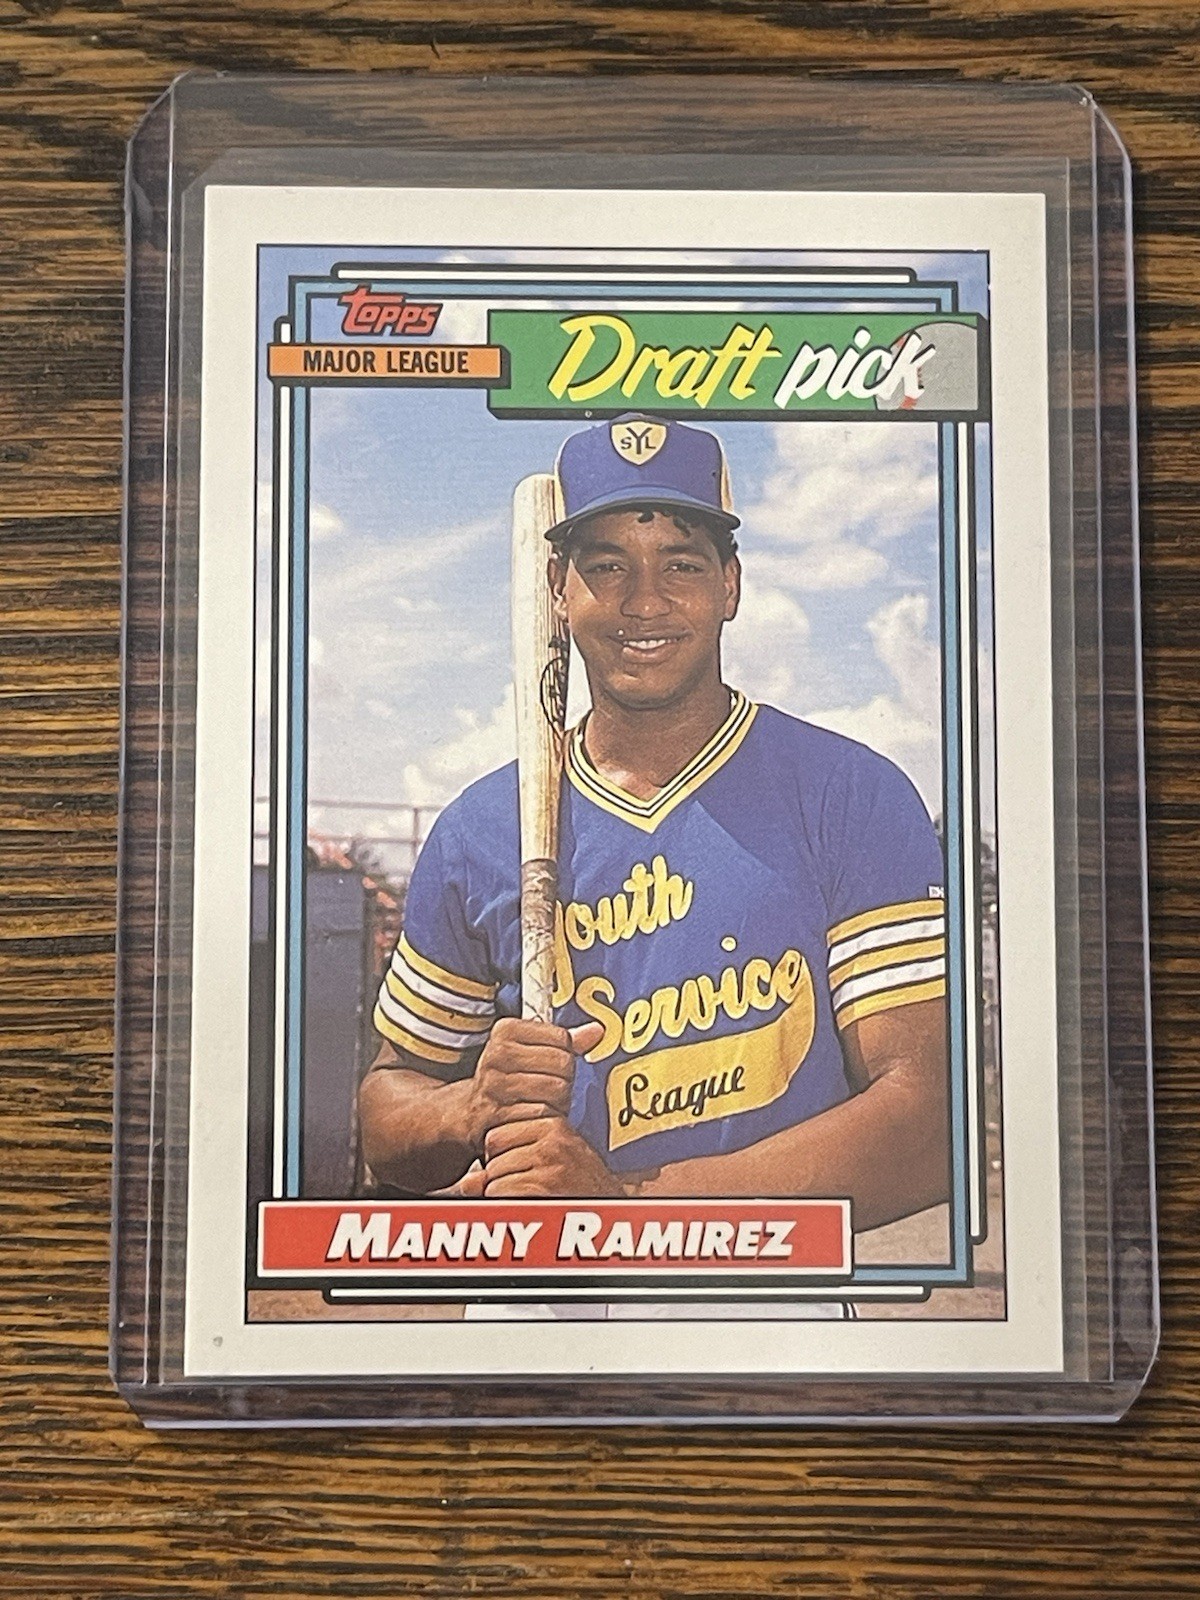 Topps
MAJOR LEAGUE
Draft pick
SYL
Youth
Service
League
MANNY RAMIREZ